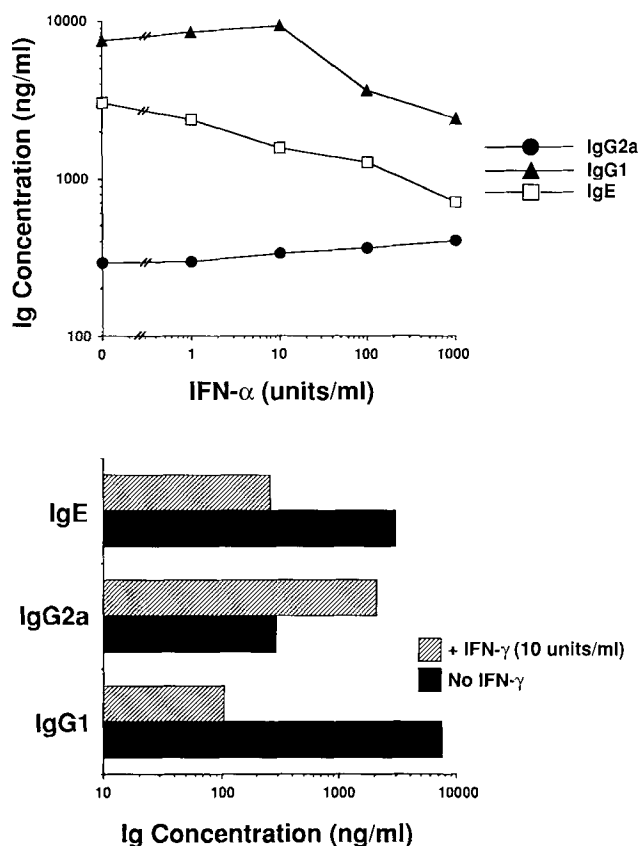 10000
1000
100
Ig Concentration (ng/ml)
0 1 10 100 1000
IFN-α (units/ml)
IgG2a
IgG1
IgE
IgE
IgG2a
IgG1
+ IFN-γ (10 units/ml)
No IFN-γ
10 100 1000 10000
Ig Concentration (ng/ml)